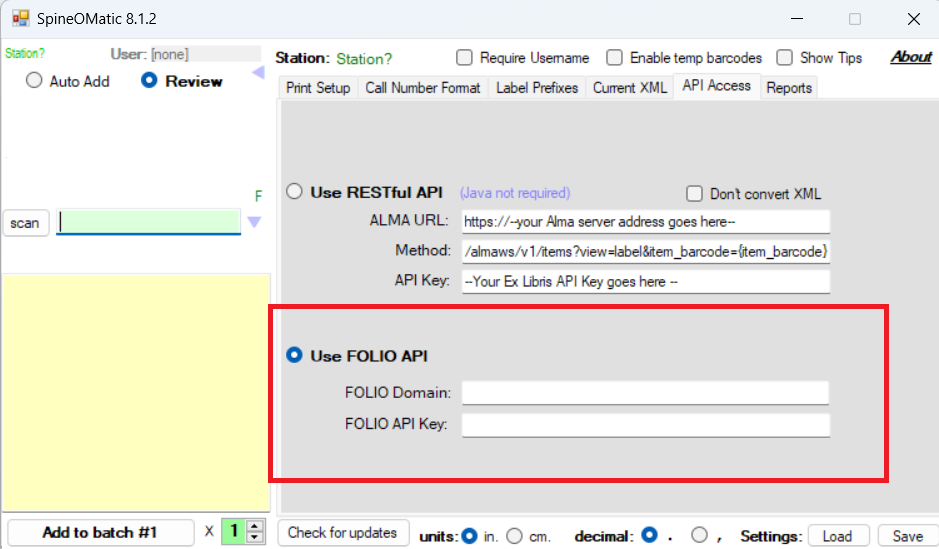 SpineOMatic 8.1.2
Station? User: [none] Station: Station? Require Username Enable temp barcodes Show Tips About
Auto Add Review
Print Setup Call Number Format Label Prefixes Current XML API Access Reports
F
scan
Use RESTful API (Java not required) Don't convert XML
ALMA URL: https://--your Alma server address goes here--
Method: /almaws/v1/items?view=label&item_barcode={item_barcode}
API Key: --Your Ex Libris API Key goes here --
Use FOLIO API
FOLIO Domain:
FOLIO API Key:
Add to batch #1 X 1 Check for updates units: in. cm. decimal: . , Settings: Load Save